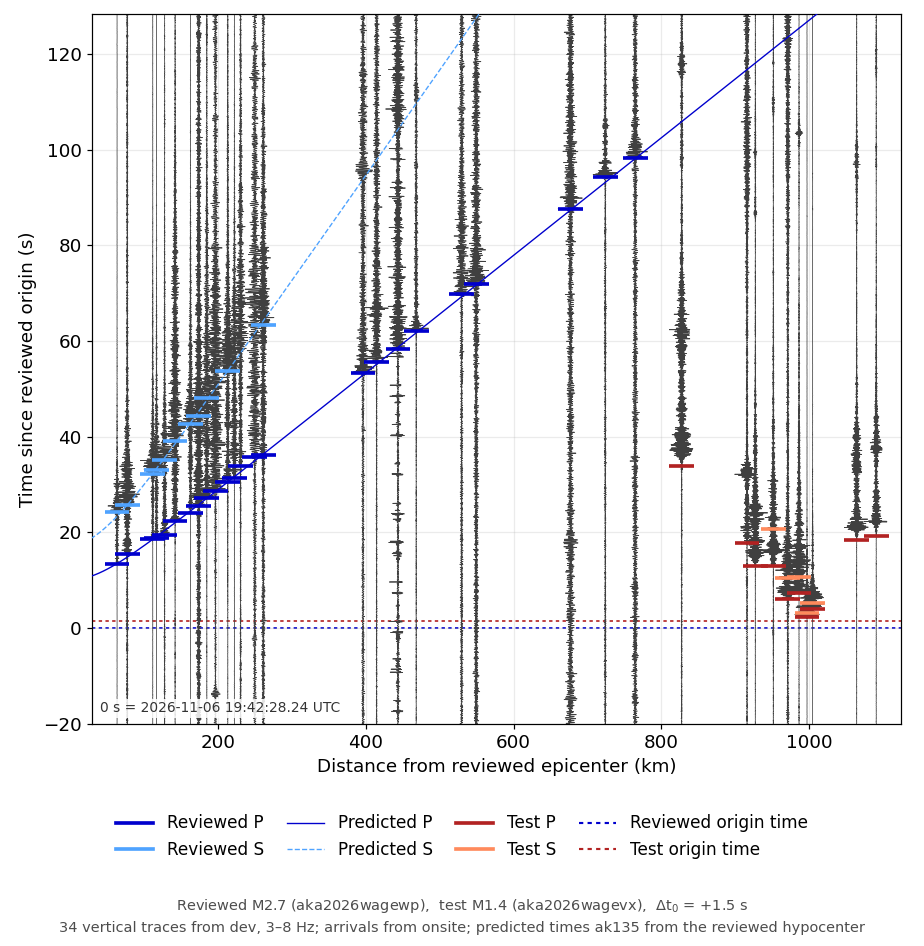 120
100
80
60
40
20
0
−20
Time since reviewed origin (s)
0 s = 2026-11-06 19:42:28.24 UTC
200
400
600
800
1000
Distance from reviewed epicenter (km)
Reviewed P
Predicted P
Test P
Reviewed origin time
Reviewed S
Predicted S
Test S
Test origin time
Reviewed M2.7 (aka2026wagewp), test M1.4 (aka2026wagevx), Δt₀ = +1.5 s
34 vertical traces from dev, 3–8 Hz; arrivals from onsite; predicted times ak135 from the reviewed hypocenter